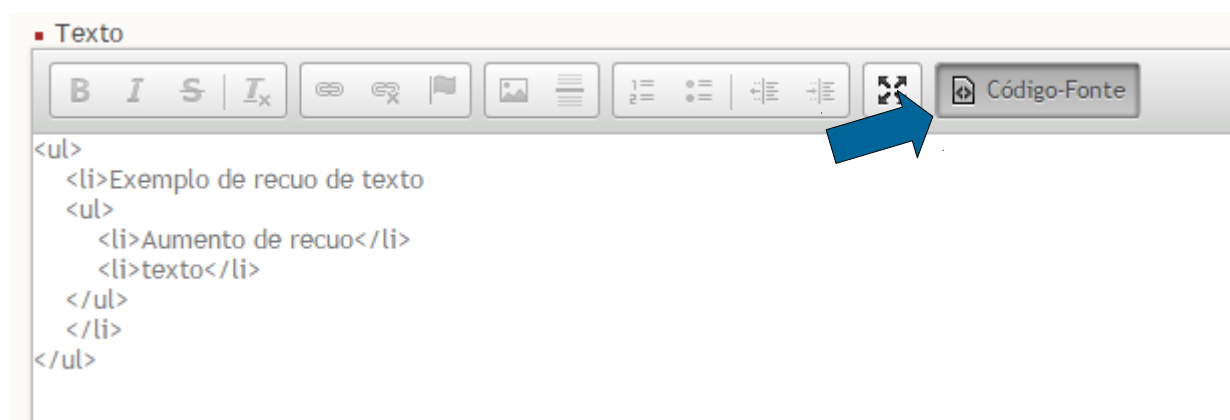 Texto
B I S Ix
Código-Fonte
<ul>
<li>Exemplo de recuo de texto
<ul>
<li>Aumento de recuo</li>
<li>texto</li>
</ul>
</li>
</ul>